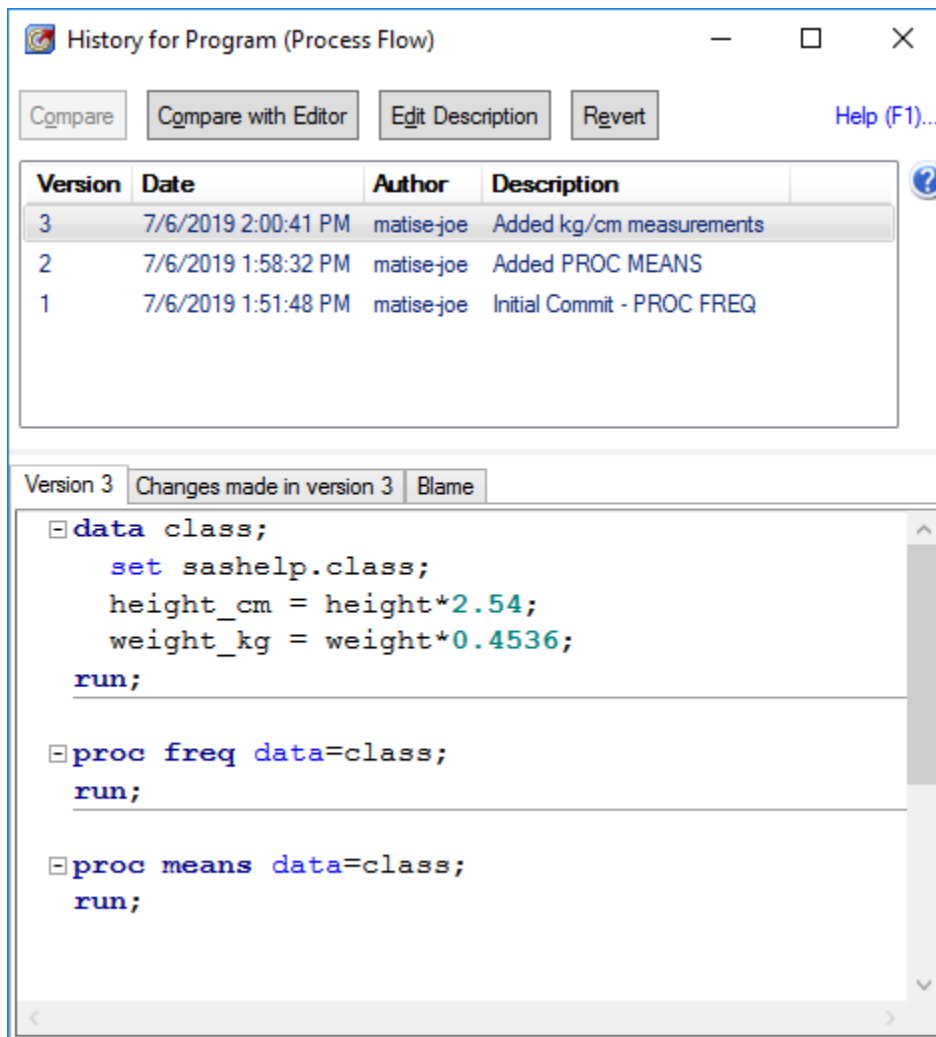 History for Program (Process Flow)
Compare Compare with Editor Edit Description Revert Help (F1)...
Version Date Author Description
3 7/6/2019 2:00:41 PM matise-joe Added kg/cm measurements
2 7/6/2019 1:58:32 PM matise-joe Added PROC MEANS
1 7/6/2019 1:51:48 PM matise-joe Initial Commit - PROC FREQ
Version 3 Changes made in version 3 Blame
data class;
set sashelp.class;
height_cm = height*2.54;
weight_kg = weight*0.4536;
run;
proc freq data=class;
run;
proc means data=class;
run;